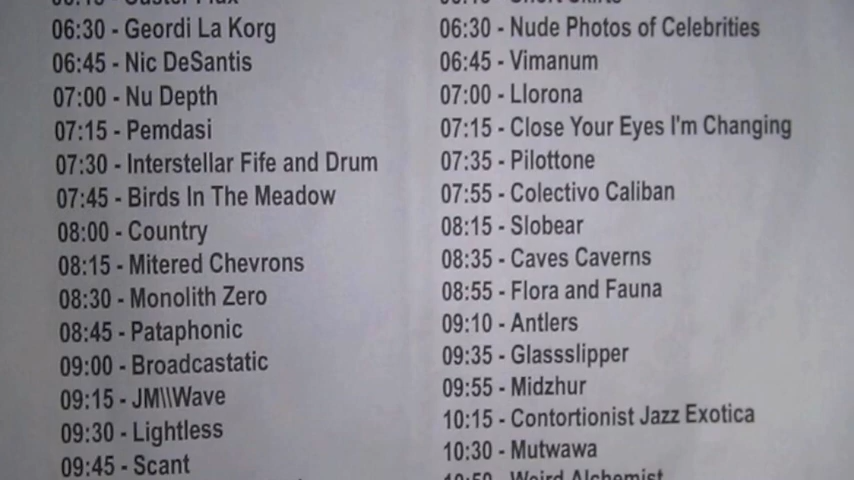 06:30 - Geordi La Korg
06:45 - Nic DeSantis
07:00 - Nu Depth
07:15 - Pemdasi
07:30 - Interstellar Fife and Drum
07:45 - Birds In The Meadow
08:00 - Country
08:15 - Mitered Chevrons
08:30 - Monolith Zero
08:45 - Pataphonic
09:00 - Broadcastatic
09:15 - JM\\Wave
09:30 - Lightless
09:45 - Scant
06:30 - Nude Photos of Celebrities
06:45 - Vimanum
07:00 - Llorona
07:15 - Close Your Eyes I'm Changing
07:35 - Pilottone
07:55 - Colectivo Caliban
08:15 - Slobear
08:35 - Caves Caverns
08:55 - Flora and Fauna
09:10 - Antlers
09:35 - Glassslipper
09:55 - Midzhur
10:15 - Contortionist Jazz Exotica
10:30 - Mutwawa
10:50 - Weird Alchemist